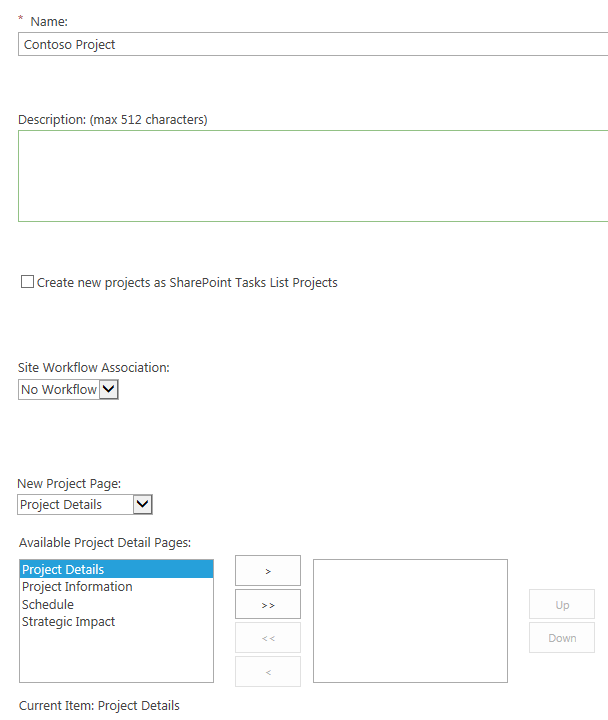 * Name:
Contoso Project
Description: (max 512 characters)
Create new projects as SharePoint Tasks List Projects
Site Workflow Association:
No Workflow
New Project Page:
Project Details
Available Project Detail Pages:
Project Details
Project Information
Schedule
Strategic Impact
>
>>
<<
<
Up
Down
Current Item: Project Details